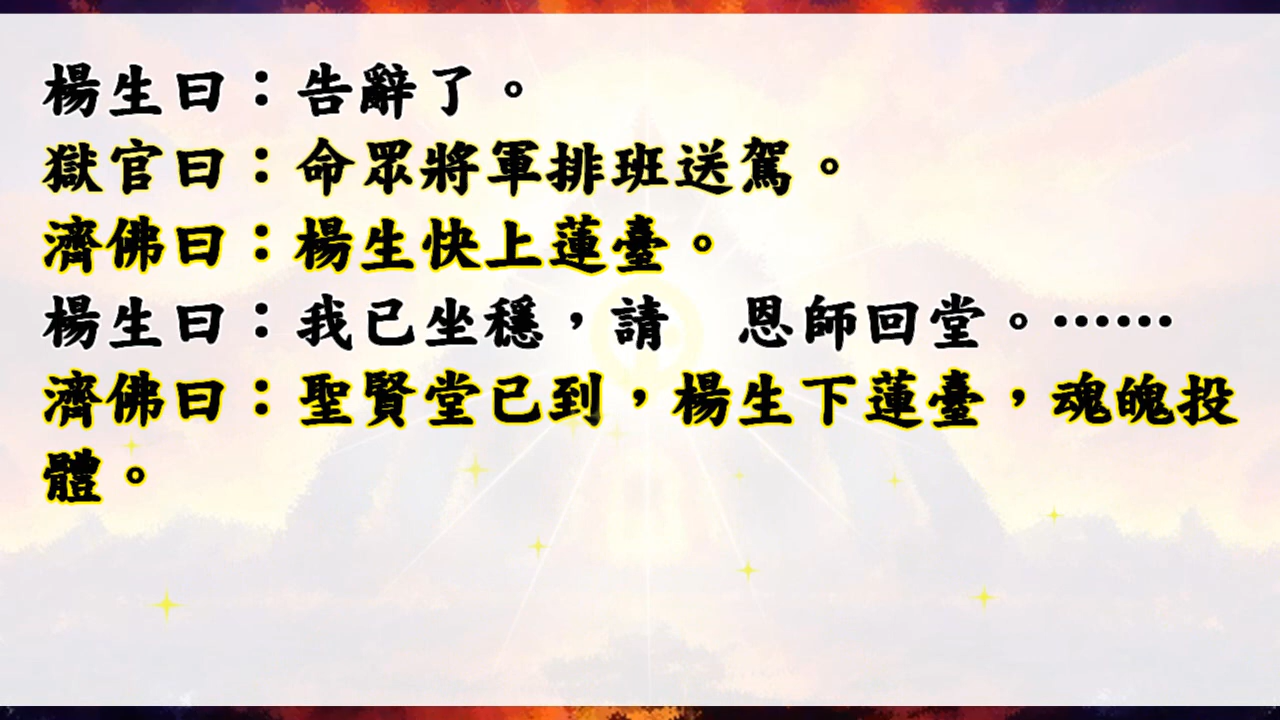 楊生曰：告辭了。
獄官曰：命眾將軍排班送駕。
濟佛曰：楊生快上蓮臺。
楊生曰：我已坐穩，請　恩師回堂。……
濟佛曰：聖賢堂已到，楊生下蓮臺，魂魄投
體。